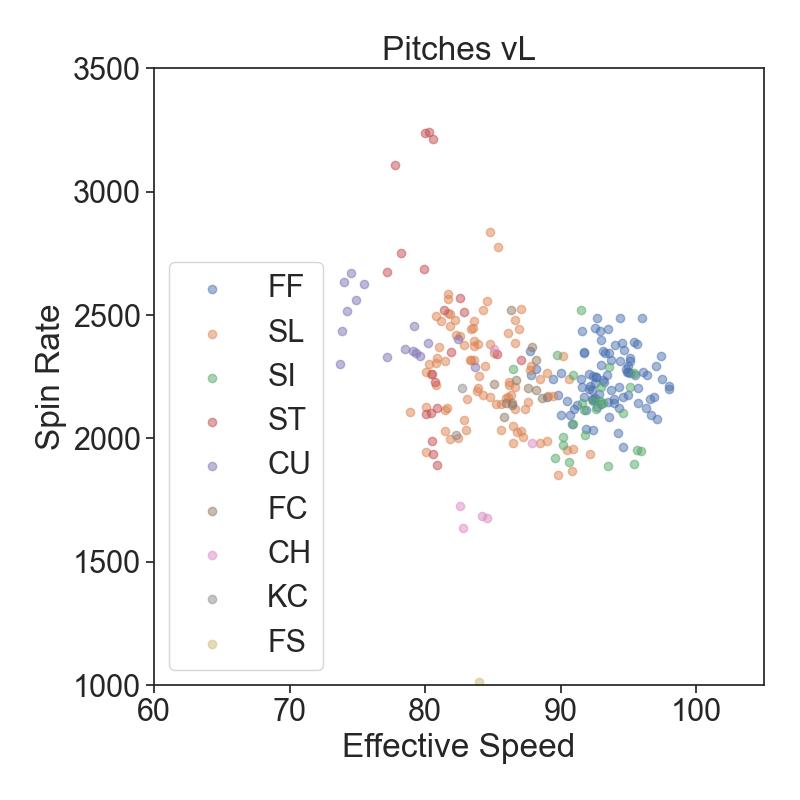 Pitches vL
3500
3000
2500
2000
1500
1000
Spin Rate
FF
SL
SI
ST
CU
FC
CH
KC
FS
60 70 80 90 100
Effective Speed